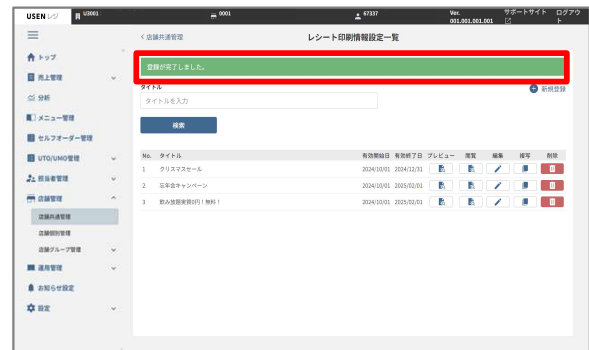 USEN レジ U3001 0001 67337 Ver. 001.001.001.001 サポートサイト ログアウト
トップ
売上管理
分析
メニュー管理
セルフオーダー管理
UTO/UMO管理
担当者管理
店舗管理
店舗共通管理
店舗個別管理
店舗グループ管理
運用管理
お知らせ設定
設定
< 店舗共通管理
レシート印刷情報設定一覧
登録が完了しました。
タイトル
新規登録
タイトルを入力
検索
No. タイトル 有効開始日 有効終了日 プレビュー 閲覧 編集 複写 削除
1 クリスマスセール 2024/10/01 2024/12/31
2 忘年会キャンペーン 2024/10/01 2025/02/01
3 飲み放題実質0円!無料! 2024/10/01 2025/02/01